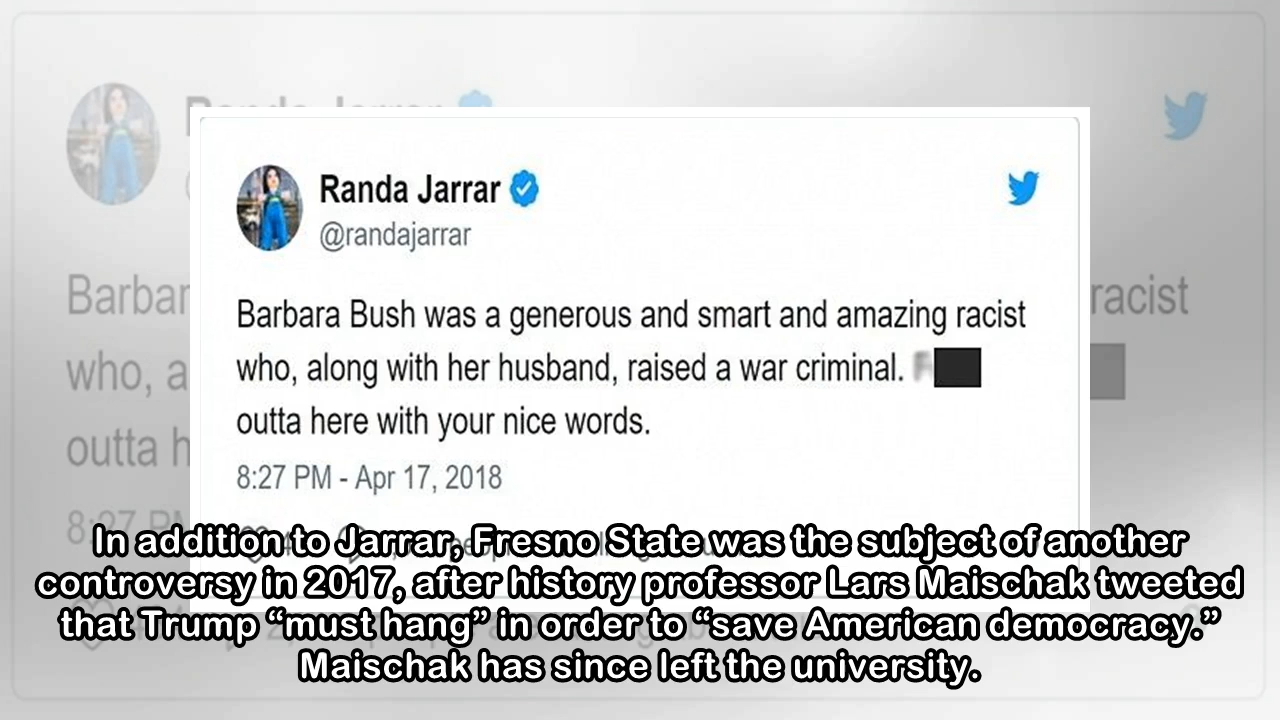 Randa Jarrar
@randajarrar
Barbara Bush was a generous and smart and amazing racist
who, along with her husband, raised a war criminal.
outta here with your nice words.
8:27 PM - Apr 17, 2018
In addition to Jarrar, Fresno State was the subject of another
controversy in 2017, after history professor Lars Maischak tweeted
that Trump “must hang” in order to “save American democracy.”
Maischak has since left the university.